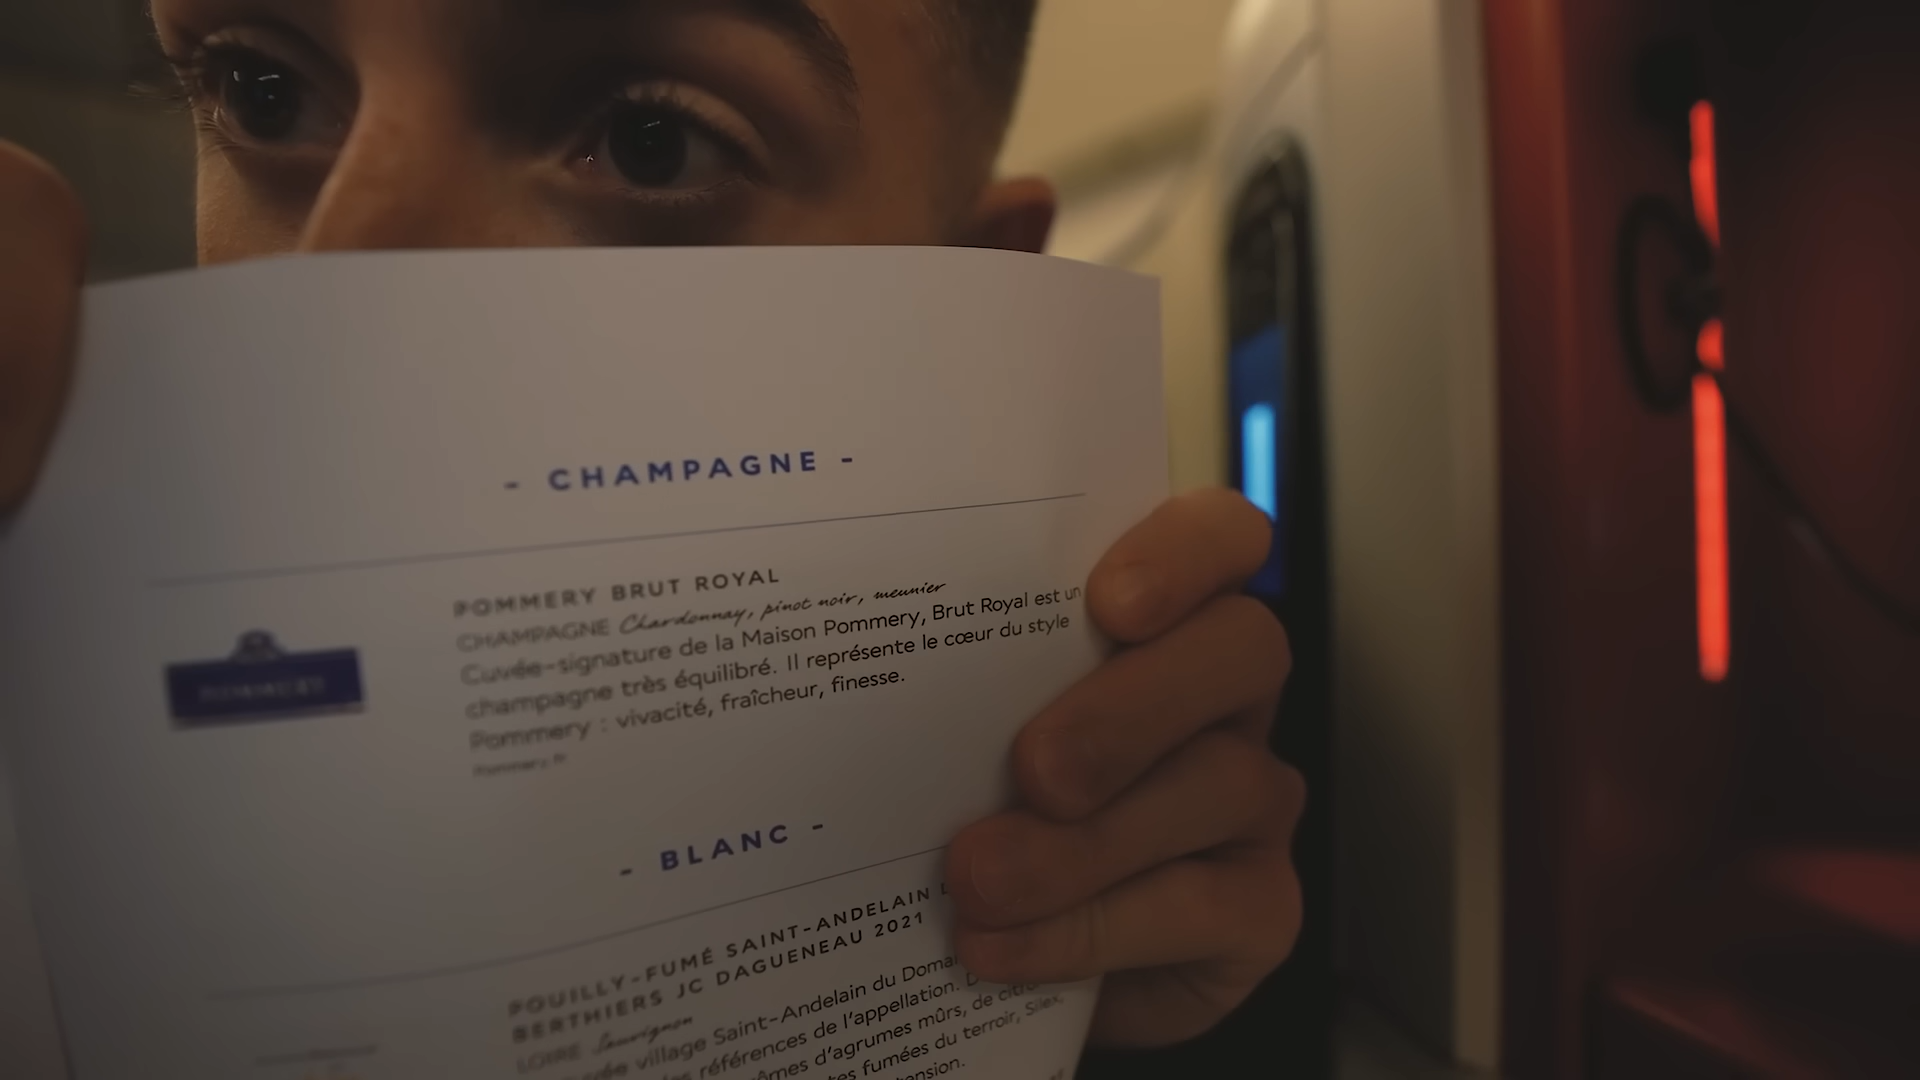 - CHAMPAGNE -
POMMERY BRUT ROYAL
CHAMPAGNE Chardonnay, pinot noir, meunier
Cuvée-signature de la Maison Pommery, Brut Royal est un
champagne très équilibré. Il représente le cœur du style
Pommery : vivacité, fraîcheur, finesse.
Pommery.fr
POMMERY
- BLANC -
POUILLY-FUMÉ SAINT-ANDELAIN
BERTHIERS JC DAGUENEAU 2021
LOIRE Sauvignon
village Saint-Andelain du
références de l'appellation.
d'agrumes mûrs, de
fumées du terroir, Silex,